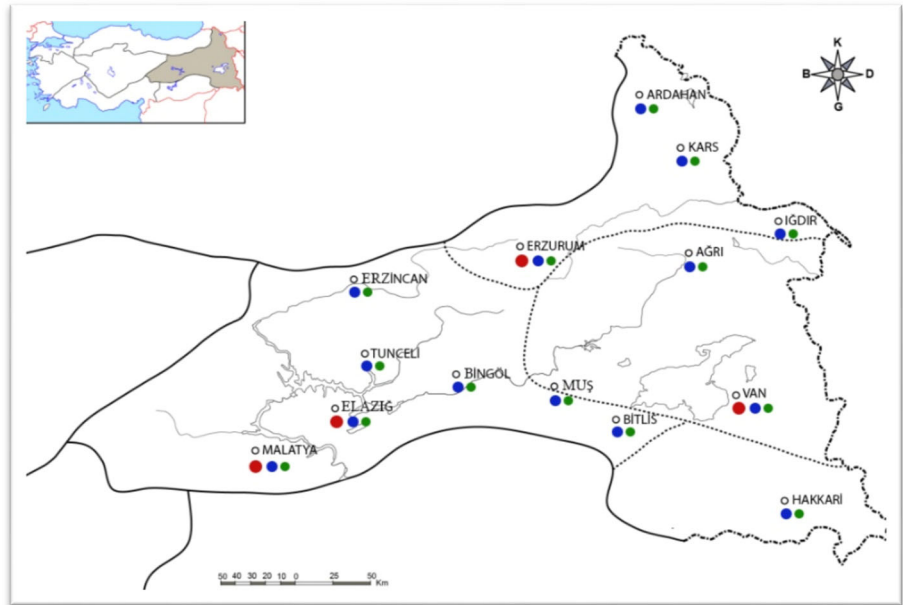 K
B D
G
ARDAHAN
KARS
IĞDIR
ERZURUM
AĞRI
ERZİNCAN
TUNCELİ
BİNGÖL
MUŞ
VAN
ELAZIĞ
BİTLİS
MALATYA
HAKKARİ
50 40 30 20 10 0 25 50
Km